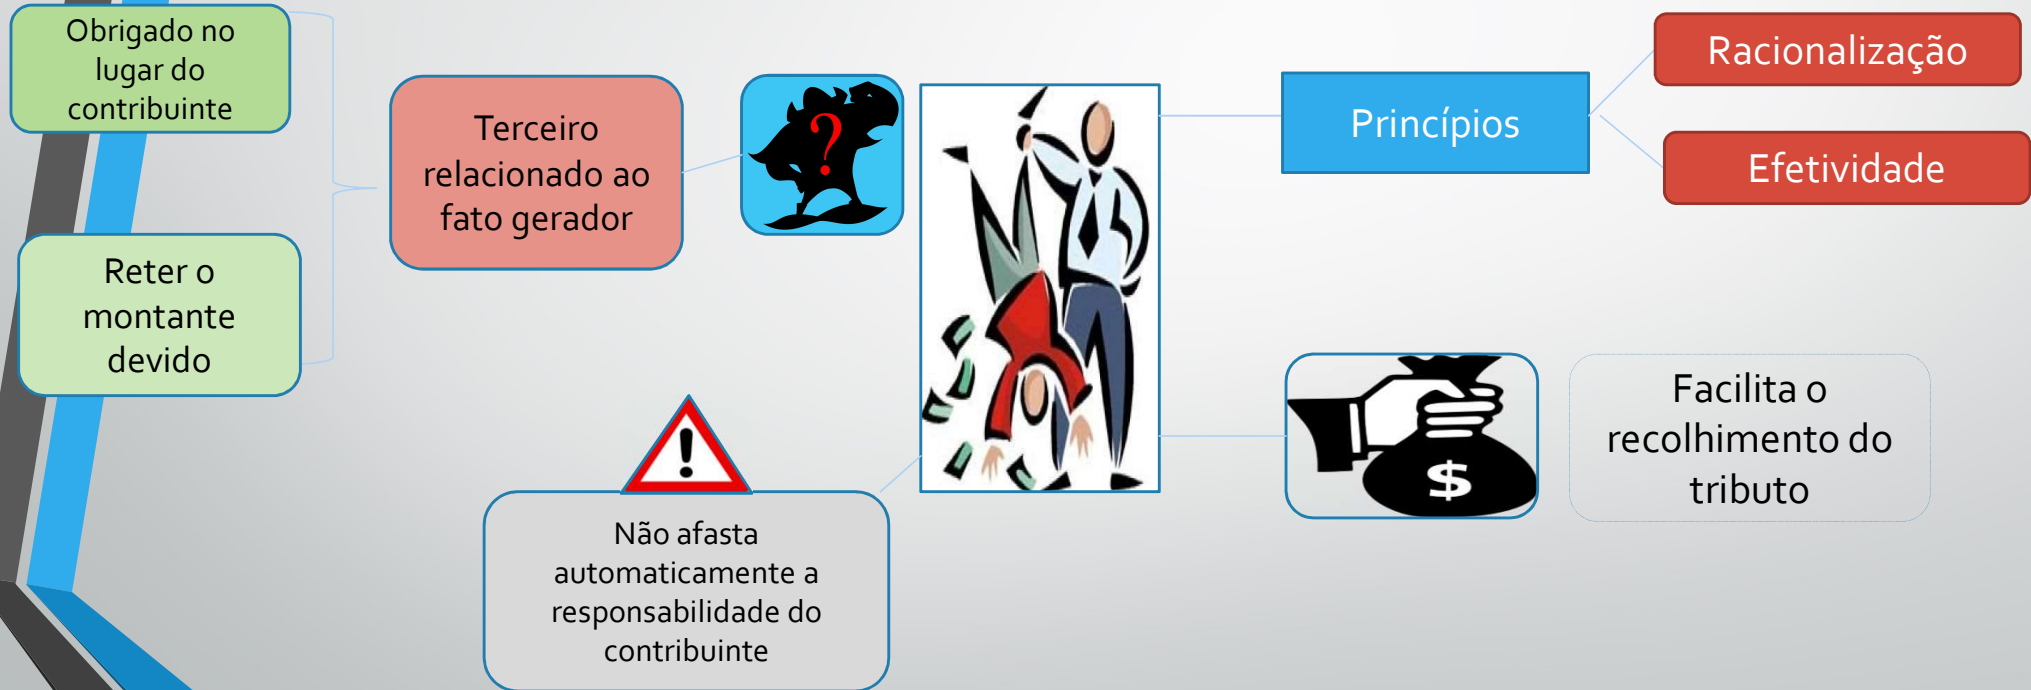 Obrigado no
lugar do
contribuinte
Reter o
montante
devido
Terceiro
relacionado ao
fato gerador
?
Princípios
Racionalização
Efetividade
!
Não afasta
automaticamente a
responsabilidade do
contribuinte
$
Facilita o
recolhimento do
tributo